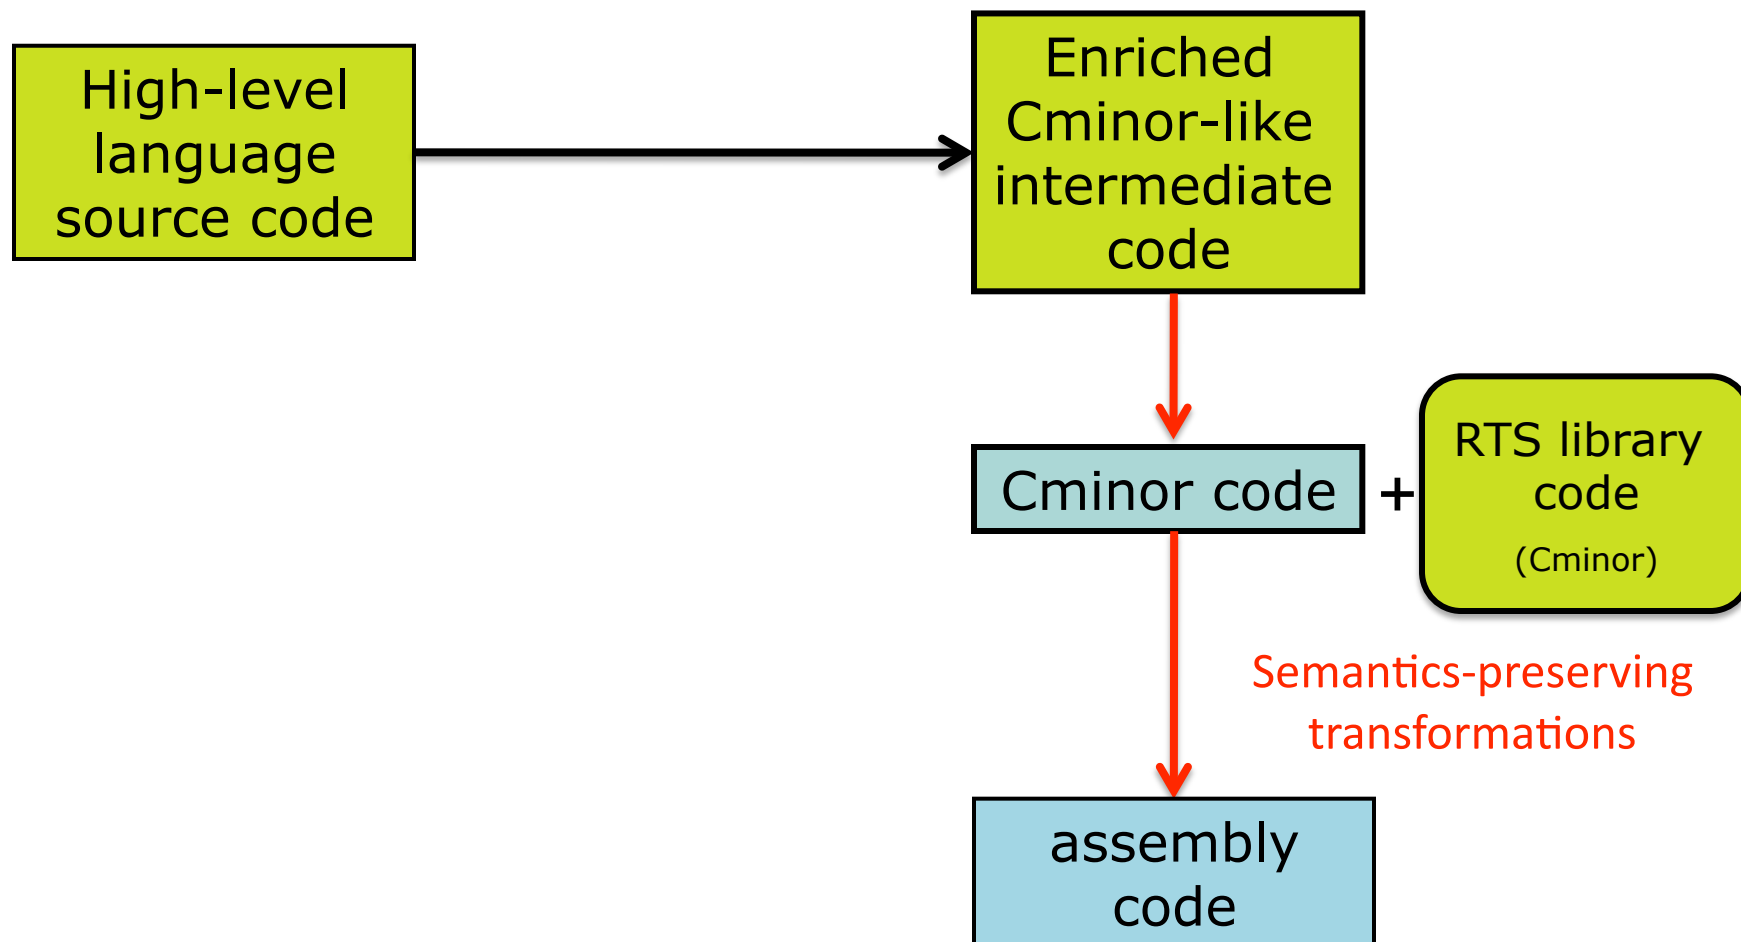 High-level
language
source code
Enriched
Cminor-like
intermediate
code
Cminor code
+
RTS library
code
(Cminor)
Semantics-preserving
transformations
assembly
code